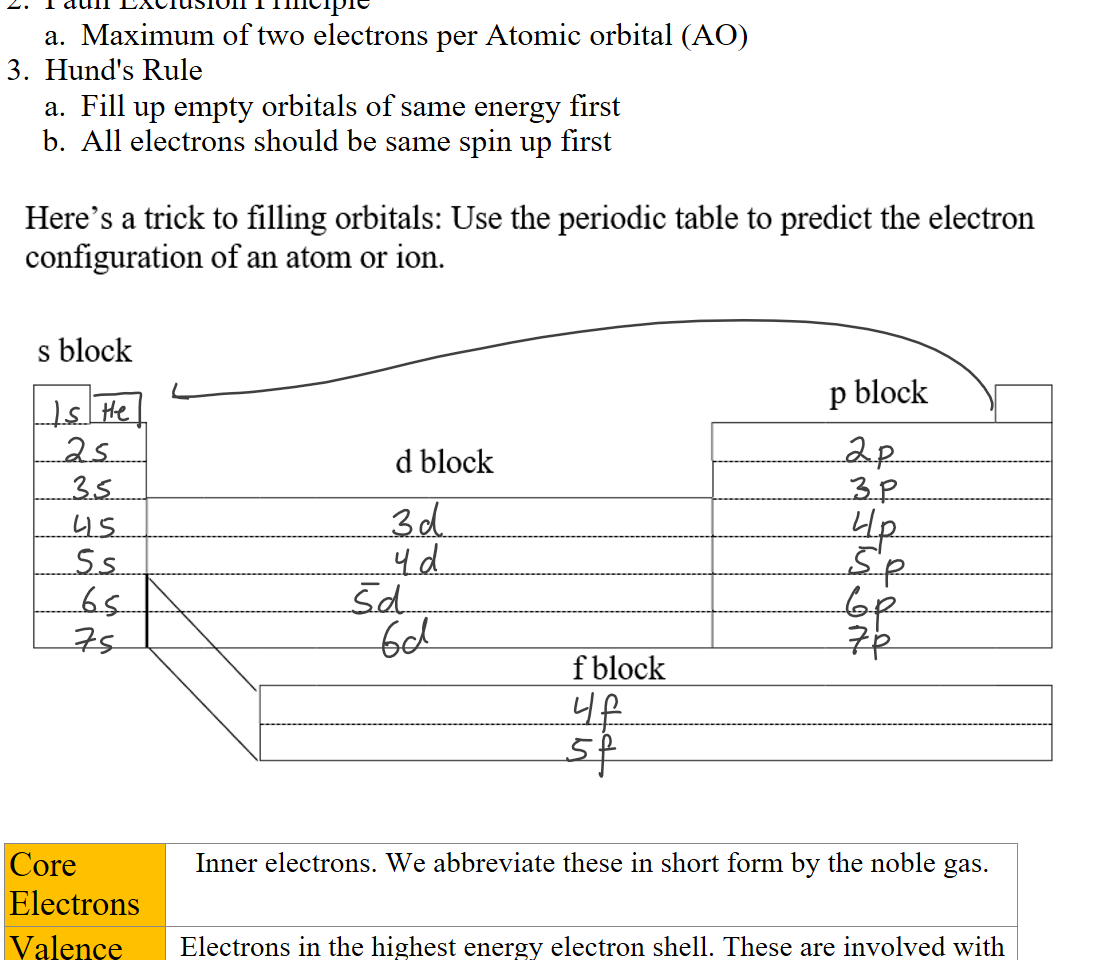 2. Pauli Exclusion Principle
a. Maximum of two electrons per Atomic orbital (AO)
3. Hund's Rule
a. Fill up empty orbitals of same energy first
b. All electrons should be same spin up first
Here’s a trick to filling orbitals: Use the periodic table to predict the electron
configuration of an atom or ion.
s block
p block
1s He
2s 2p
d block
3s 3p
4s 3d 4p
5s 4d 5p
6s 5d 6p
7s 6d 7p
f block
4f
5f
Core Inner electrons. We abbreviate these in short form by the noble gas.
Electrons
Valence Electrons in the highest energy electron shell. These are involved with